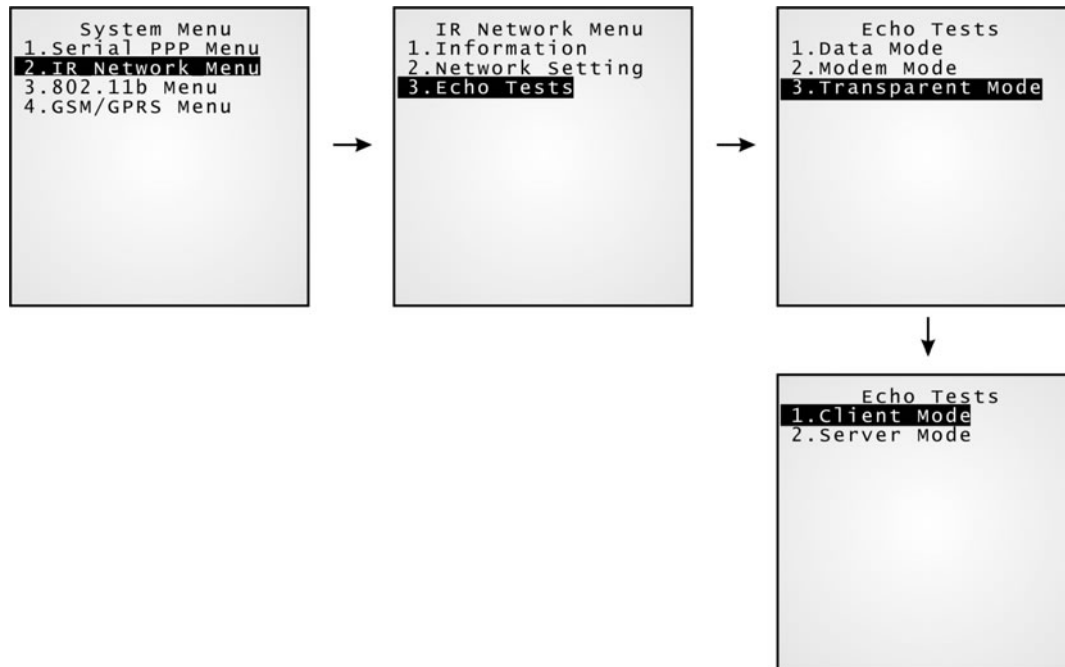 System Menu
1.Serial PPP Menu
2.IR Network Menu
3.802.11b Menu
4.GSM/GPRS Menu
IR Network Menu
1.Information
2.Network Setting
3.Echo Tests
Echo Tests
1.Data Mode
2.Modem Mode
3.Transparent Mode
Echo Tests
1.Client Mode
2.Server Mode